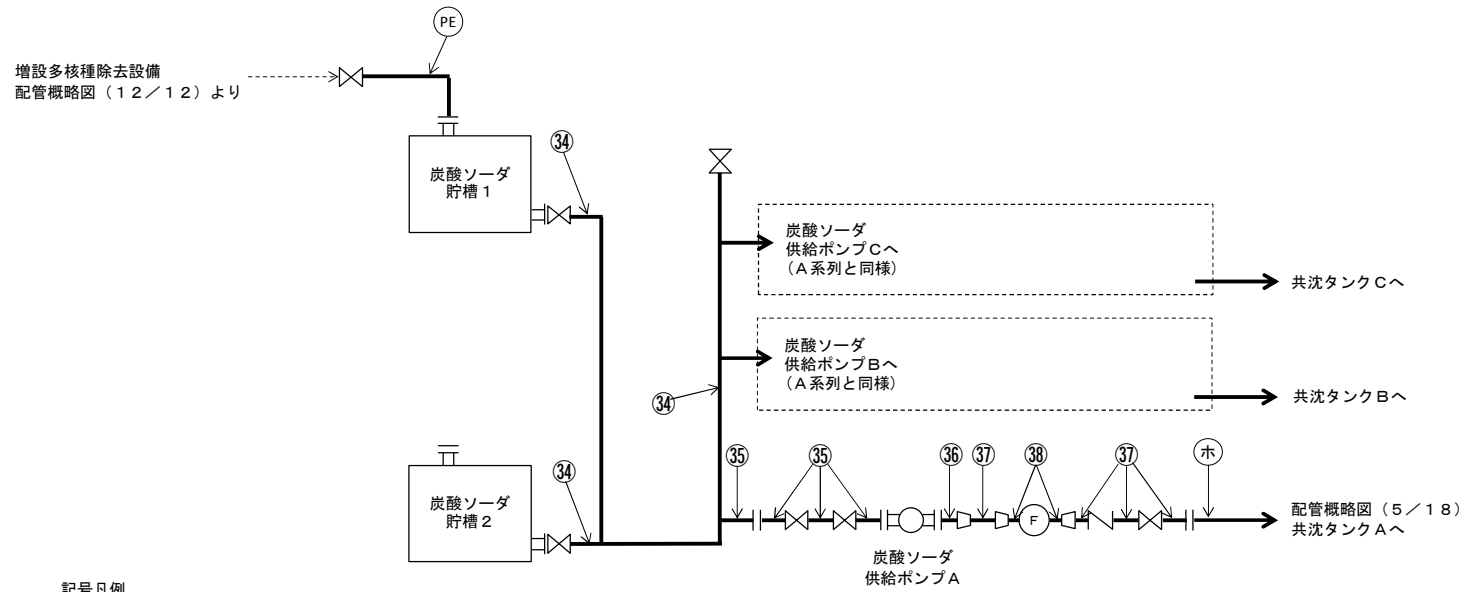 PE
増設多核種除去設備
配管概略図(12/12)より
炭酸ソーダ
貯槽1
㉞
炭酸ソーダ
供給ポンプCへ
(A系列と同様)
共沈タンクCへ
炭酸ソーダ
供給ポンプBへ
(A系列と同様)
共沈タンクBへ
㉞
炭酸ソーダ
貯槽2
㉞
㉟
㉟
㊱
㊲
㊳
㊲
ホ
F
配管概略図(5/18)
共沈タンクAへ
炭酸ソーダ
供給ポンプA
記号凡例